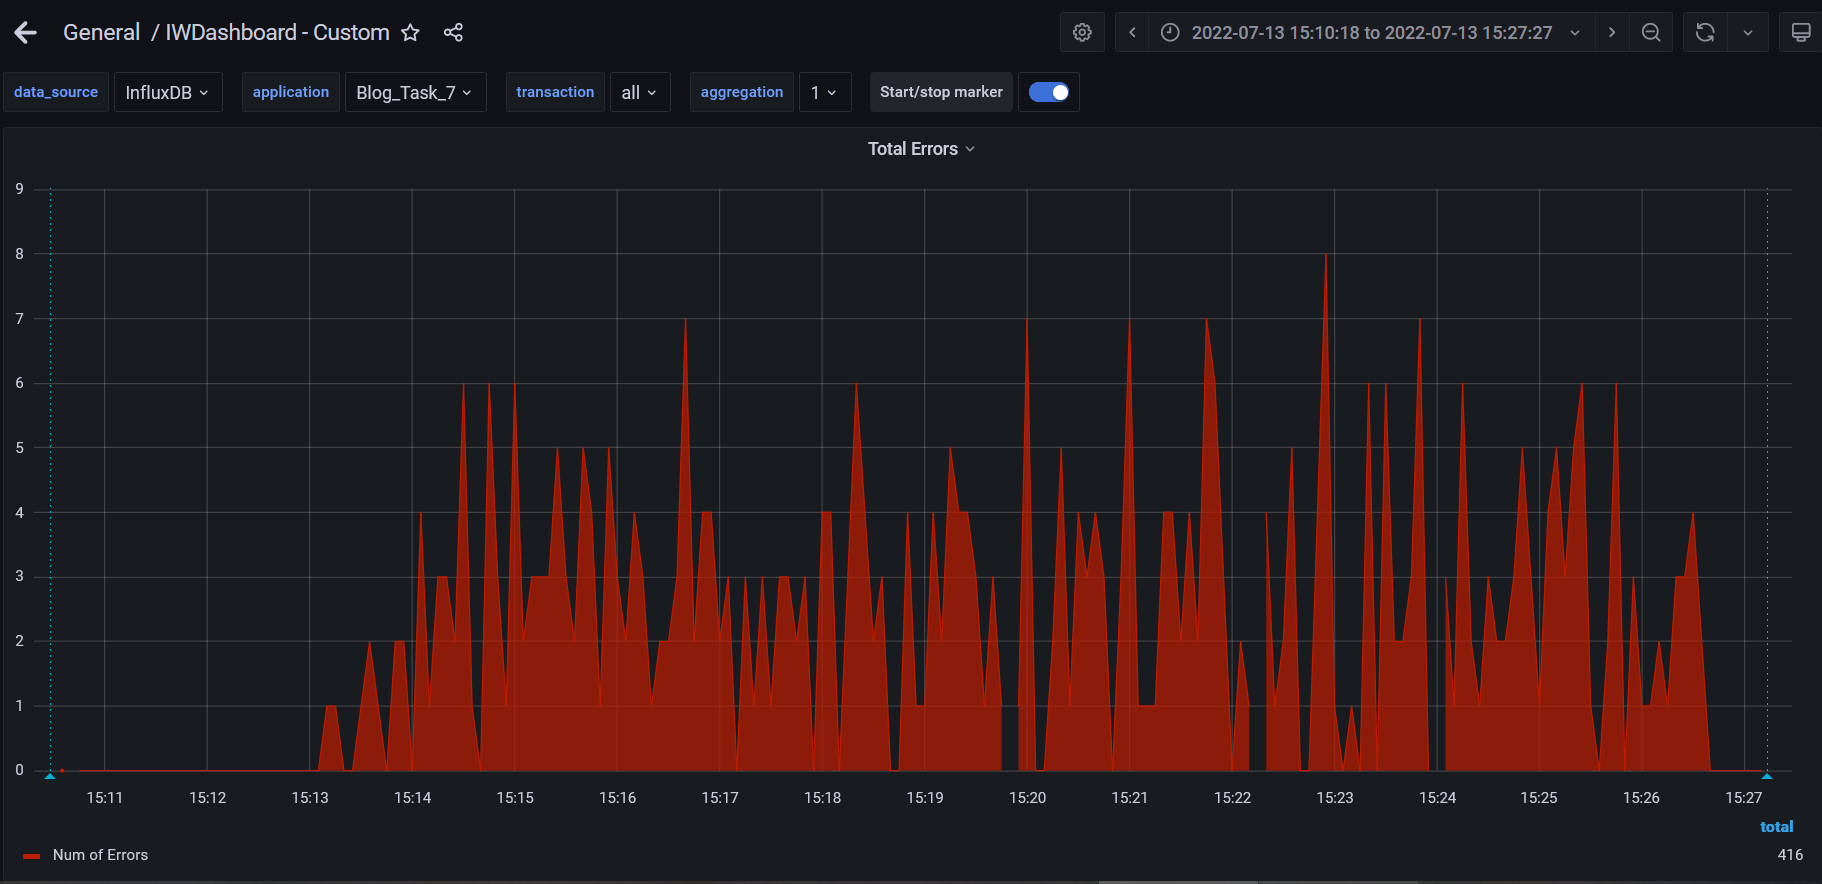 General / IWDashboard - Custom
2022-07-13 15:10:18 to 2022-07-13 15:27:27
data_source InfluxDB application Blog_Task_7 transaction all aggregation 1 Start/stop marker
Total Errors
9
8
7
6
5
4
3
2
1
0
15:11 15:12 15:13 15:14 15:15 15:16 15:17 15:18 15:19 15:20 15:21 15:22 15:23 15:24 15:25 15:26 15:27
total
Num of Errors 416